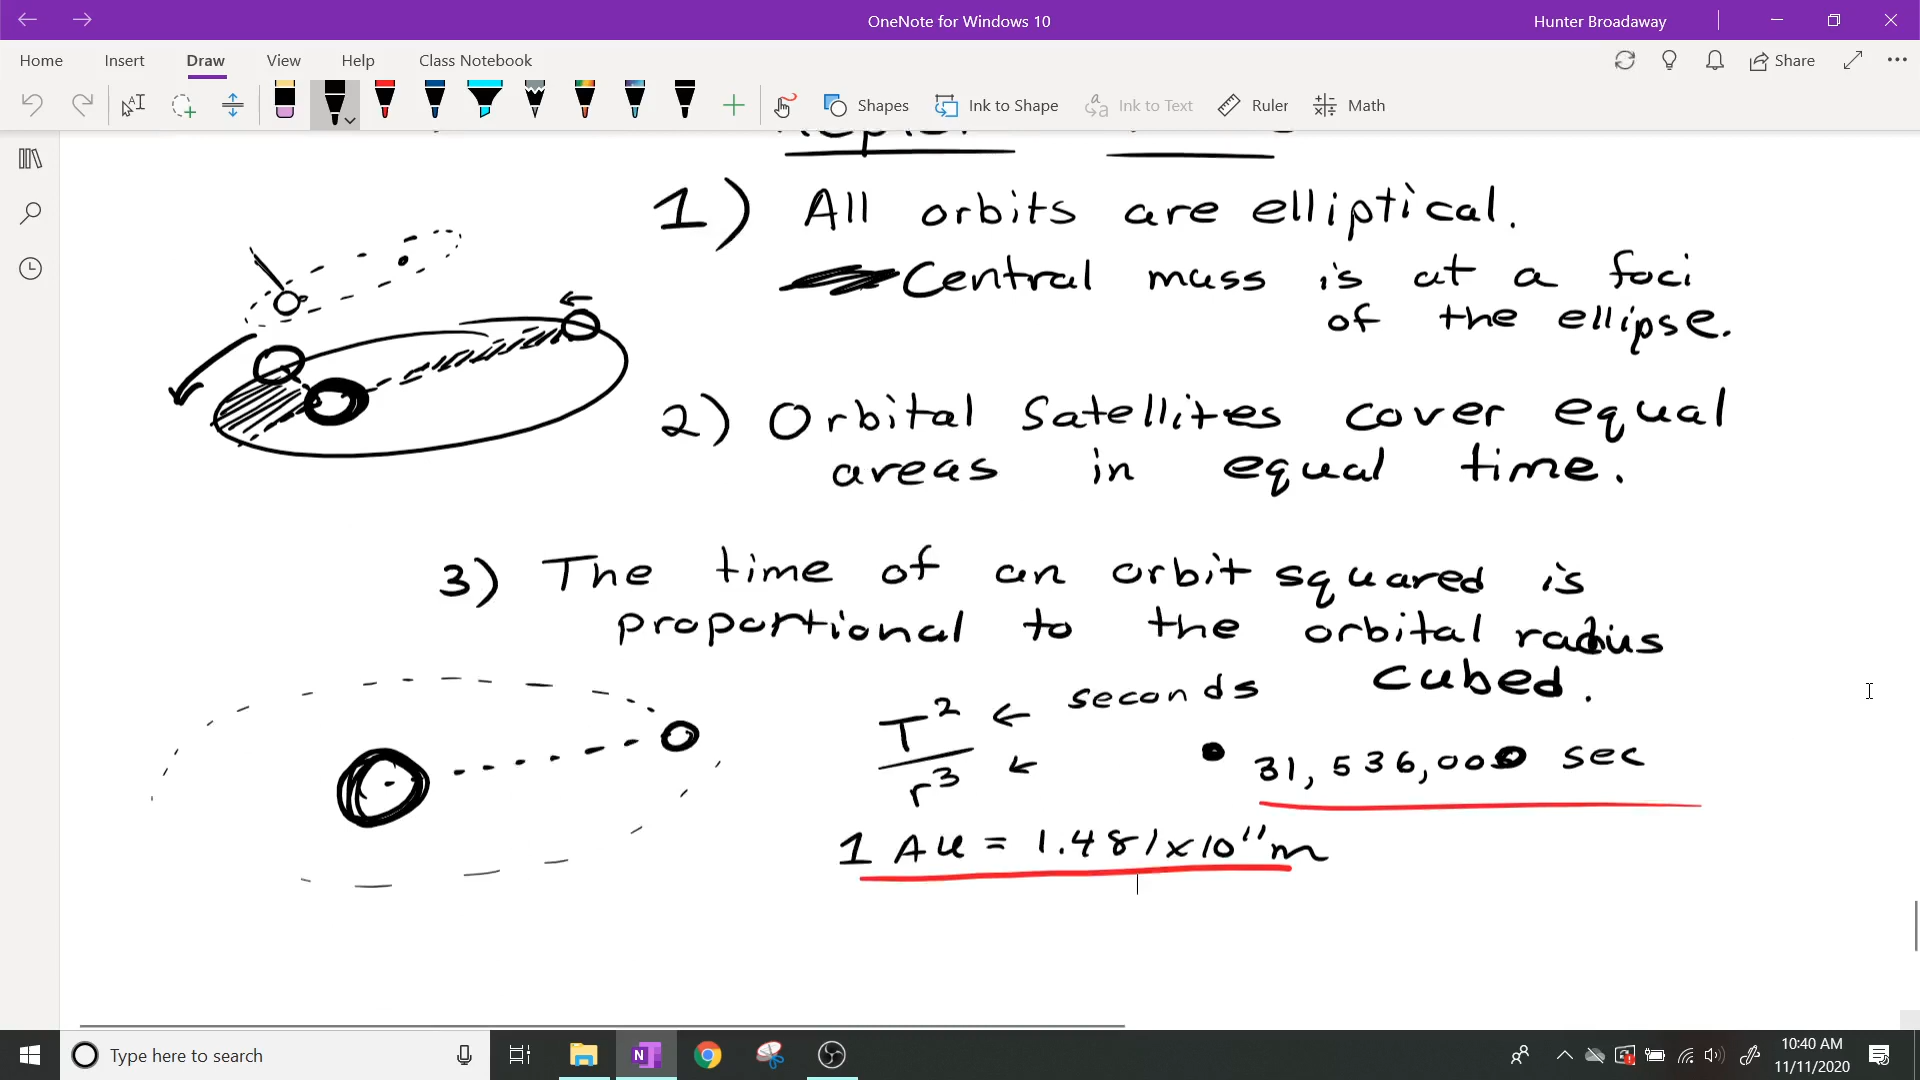 OneNote for Windows 10
Hunter Broadaway
Home Insert Draw View Help Class Notebook
Share
Shapes Ink to Shape Ink to Text Ruler Math
1) All orbits are elliptical.
Central mass is at a foci
of the ellipse.
2) Orbital Satellites cover equal
areas in equal time.
3) The time of an orbit squared is
proportional to the orbital radius
cubed.
T² ← seconds
r³ ←
• 31,536,000 sec
1 AU = 1.481x10¹¹m
Type here to search
10:40 AM
11/11/2020